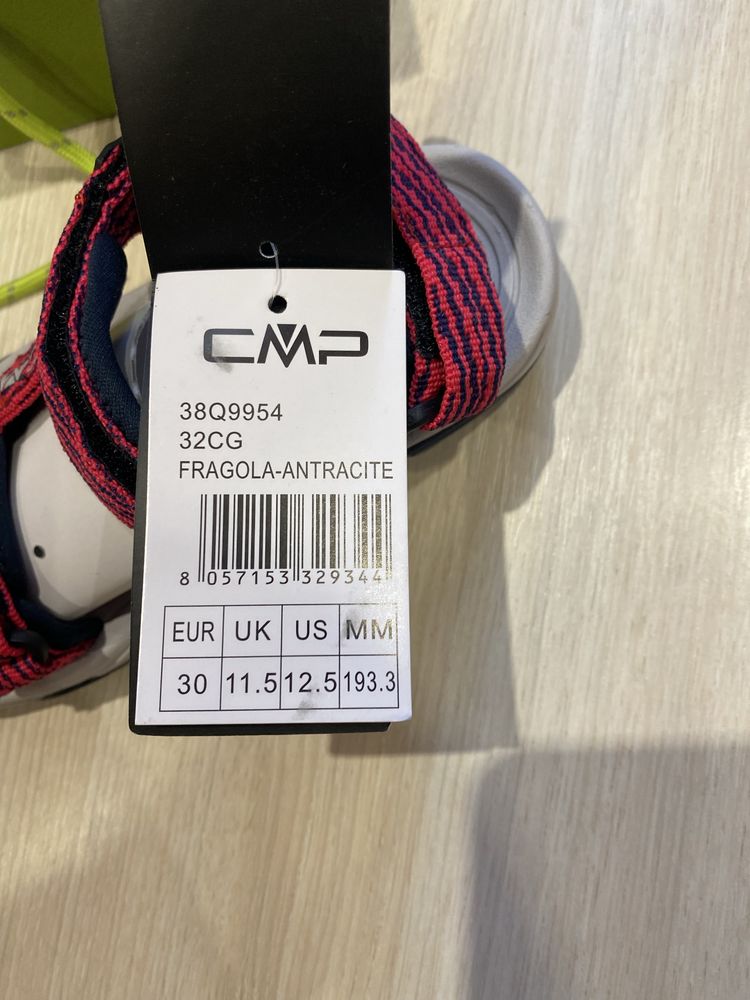 CMP
38Q9954
32CG
FRAGOLA-ANTRACITE
8 057153 329344
EUR UK US MM
30 11.5 12.5 193.3